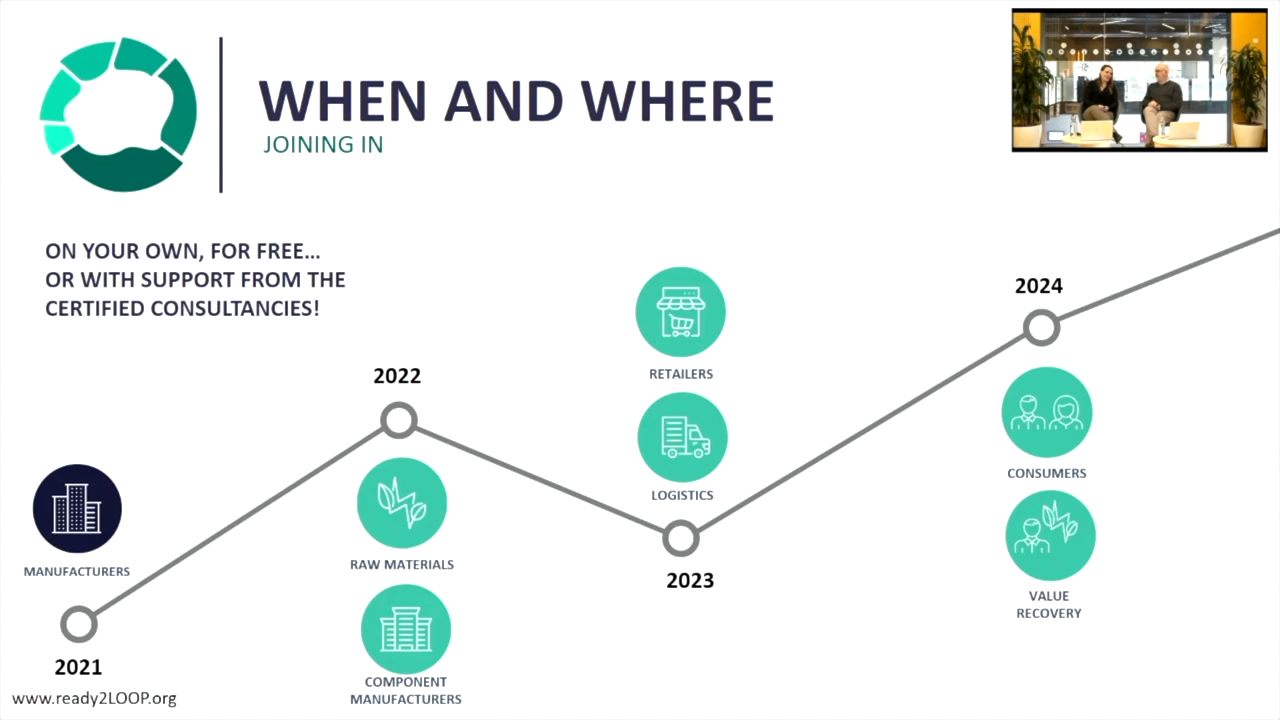 WHEN AND WHERE
JOINING IN
ON YOUR OWN, FOR FREE...
OR WITH SUPPORT FROM THE
CERTIFIED CONSULTANCIES!
2024
RETAILERS
2022
CONSUMERS
LOGISTICS
RAW MATERIALS
MANUFACTURERS
2023
VALUE
RECOVERY
2021
COMPONENT
MANUFACTURERS
www.ready2LOOP.org